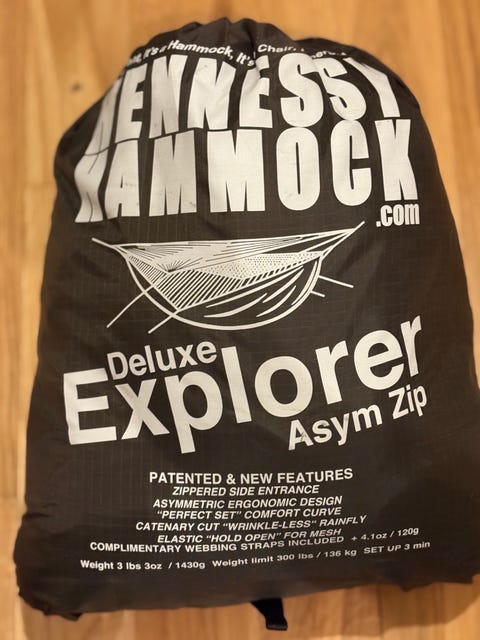 It's a Hammock, It's Chair,
HENNESSY
HAMMOCK
.com
Deluxe
Explorer
Asym Zip
PATENTED & NEW FEATURES
ZIPPERED SIDE ENTRANCE
ASYMMETRIC ERGONOMIC DESIGN
"PERFECT SET" COMFORT CURVE
CATENARY CUT "WRINKLE-LESS" RAINFLY
ELASTIC "HOLD OPEN" FOR MESH
COMPLIMENTARY WEBBING STRAPS INCLUDED + 4.1oz / 120g
Weight 3 lbs 3oz / 1430g Weight limit 300 lbs / 136 kg SET UP 3 min